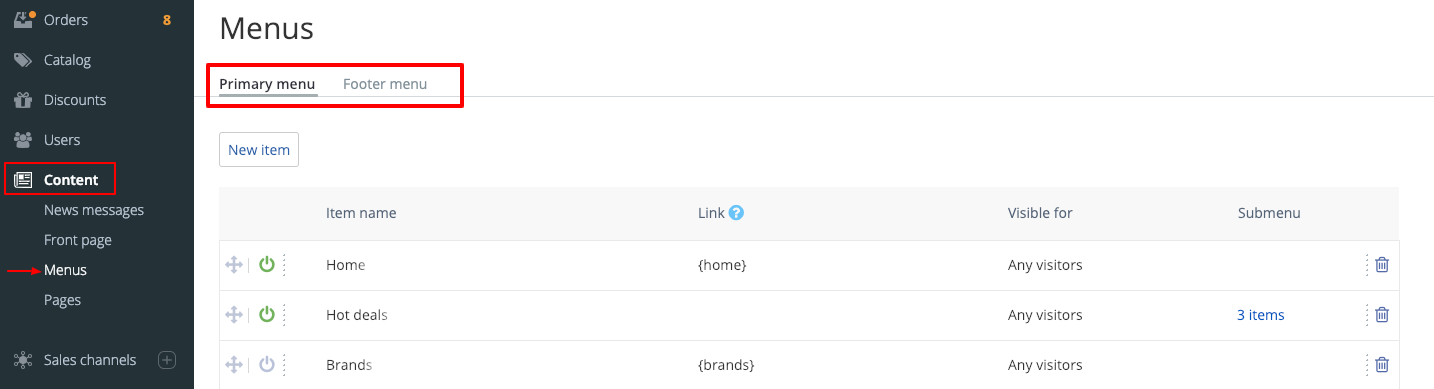 Orders 8
Catalog
Discounts
Users
Content
News messages
Front page
Menus
Pages
Sales channels
Menus
Primary menu Footer menu
New item
Item name Link ? Visible for Submenu
Home {home} Any visitors
Hot deals Any visitors 3 items
Brands {brands} Any visitors